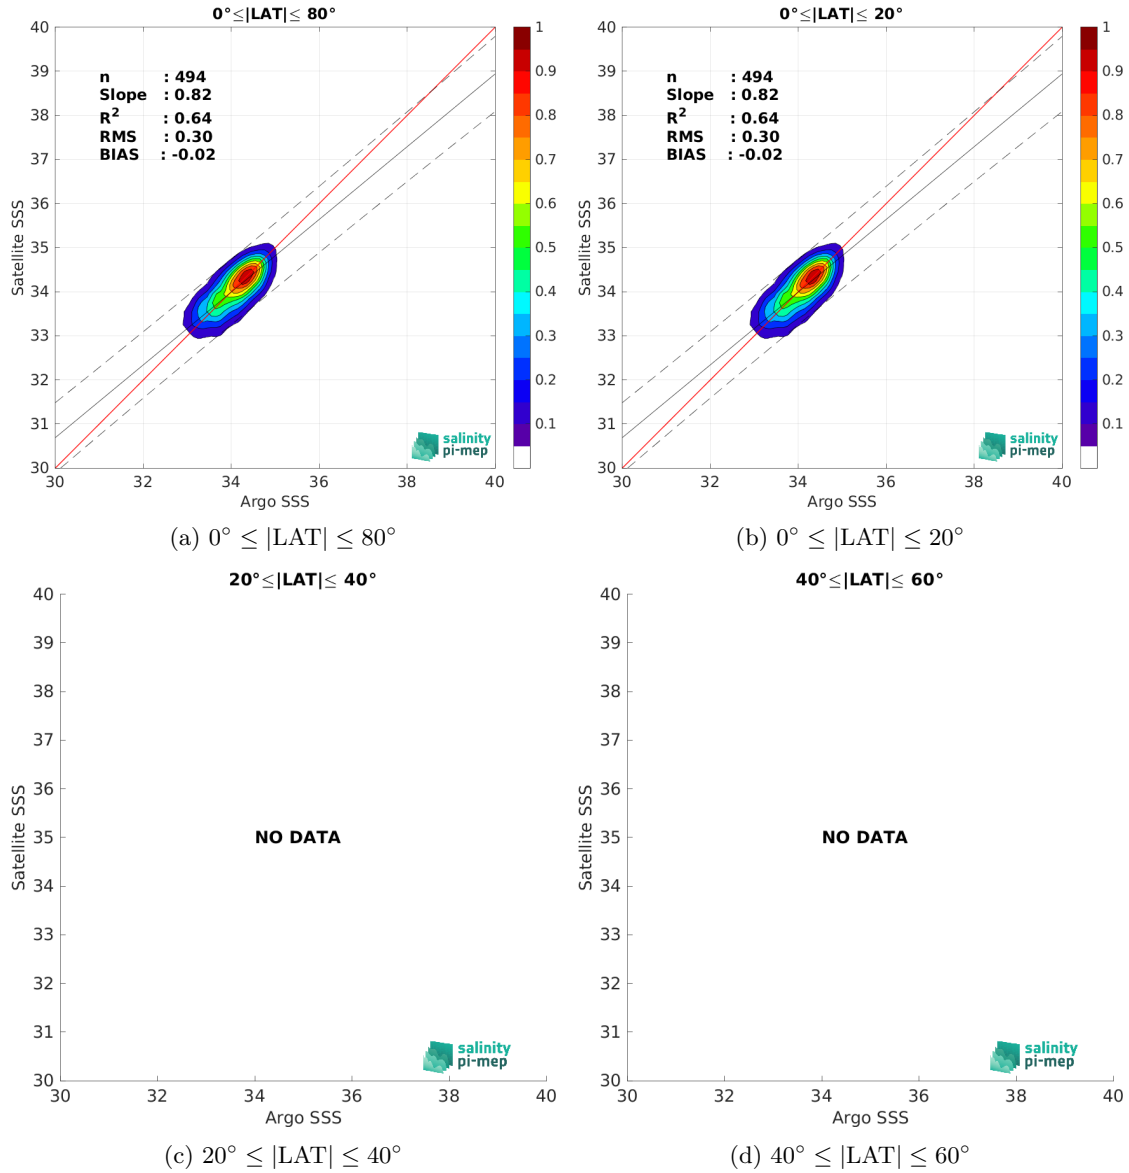 0°≤|LAT|≤ 80°
40
39
38
37
36
35
34
33
32
31
30
Satellite SSS
n : 494
Slope : 0.82
R² : 0.64
RMS : 0.30
BIAS : -0.02
salinity
pi-mep
30 32 34 36 38 40
Argo SSS
1
0.9
0.8
0.7
0.6
0.5
0.4
0.3
0.2
0.1
(a) 0° ≤ |LAT| ≤ 80°
0°≤|LAT|≤ 20°
40
39
38
37
36
35
34
33
32
31
30
Satellite SSS
n : 494
Slope : 0.82
R² : 0.64
RMS : 0.30
BIAS : -0.02
salinity
pi-mep
30 32 34 36 38 40
Argo SSS
1
0.9
0.8
0.7
0.6
0.5
0.4
0.3
0.2
0.1
(b) 0° ≤ |LAT| ≤ 20°
20°≤|LAT|≤ 40°
40
39
38
37
36
35
34
33
32
31
30
Satellite SSS
NO DATA
salinity
pi-mep
30 32 34 36 38 40
Argo SSS
(c) 20° ≤ |LAT| ≤ 40°
40°≤|LAT|≤ 60°
40
39
38
37
36
35
34
33
32
31
30
Satellite SSS
NO DATA
salinity
pi-mep
30 32 34 36 38 40
Argo SSS
(d) 40° ≤ |LAT| ≤ 60°